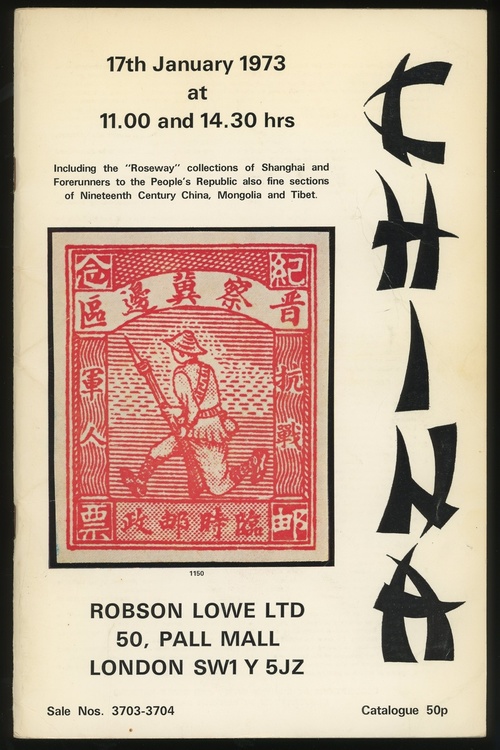 17th January 1973
at
11.00 and 14.30 hrs
Including the "Roseway" collections of Shanghai and
Forerunners to the People's Republic also fine sections
of Nineteenth Century China, Mongolia and Tibet.
CHINA
念 紀
區邊冀察晋
軍人
抗戰
票 邮
政邮時臨
1150
ROBSON LOWE LTD
50, PALL MALL
LONDON SW1Y 5JZ
Sale Nos. 3703-3704
Catalogue 50p